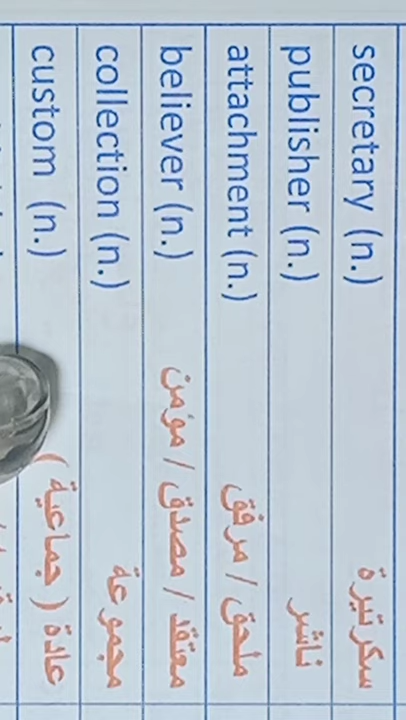 secretary (n.) سكرتيرة
publisher (n.) ناشر
attachment (n.) ملحق / مرفق
believer (n.) معتقد / مصدق / مؤمن
collection (n.) مجموعة
custom (n.) عادة ( جماعية )